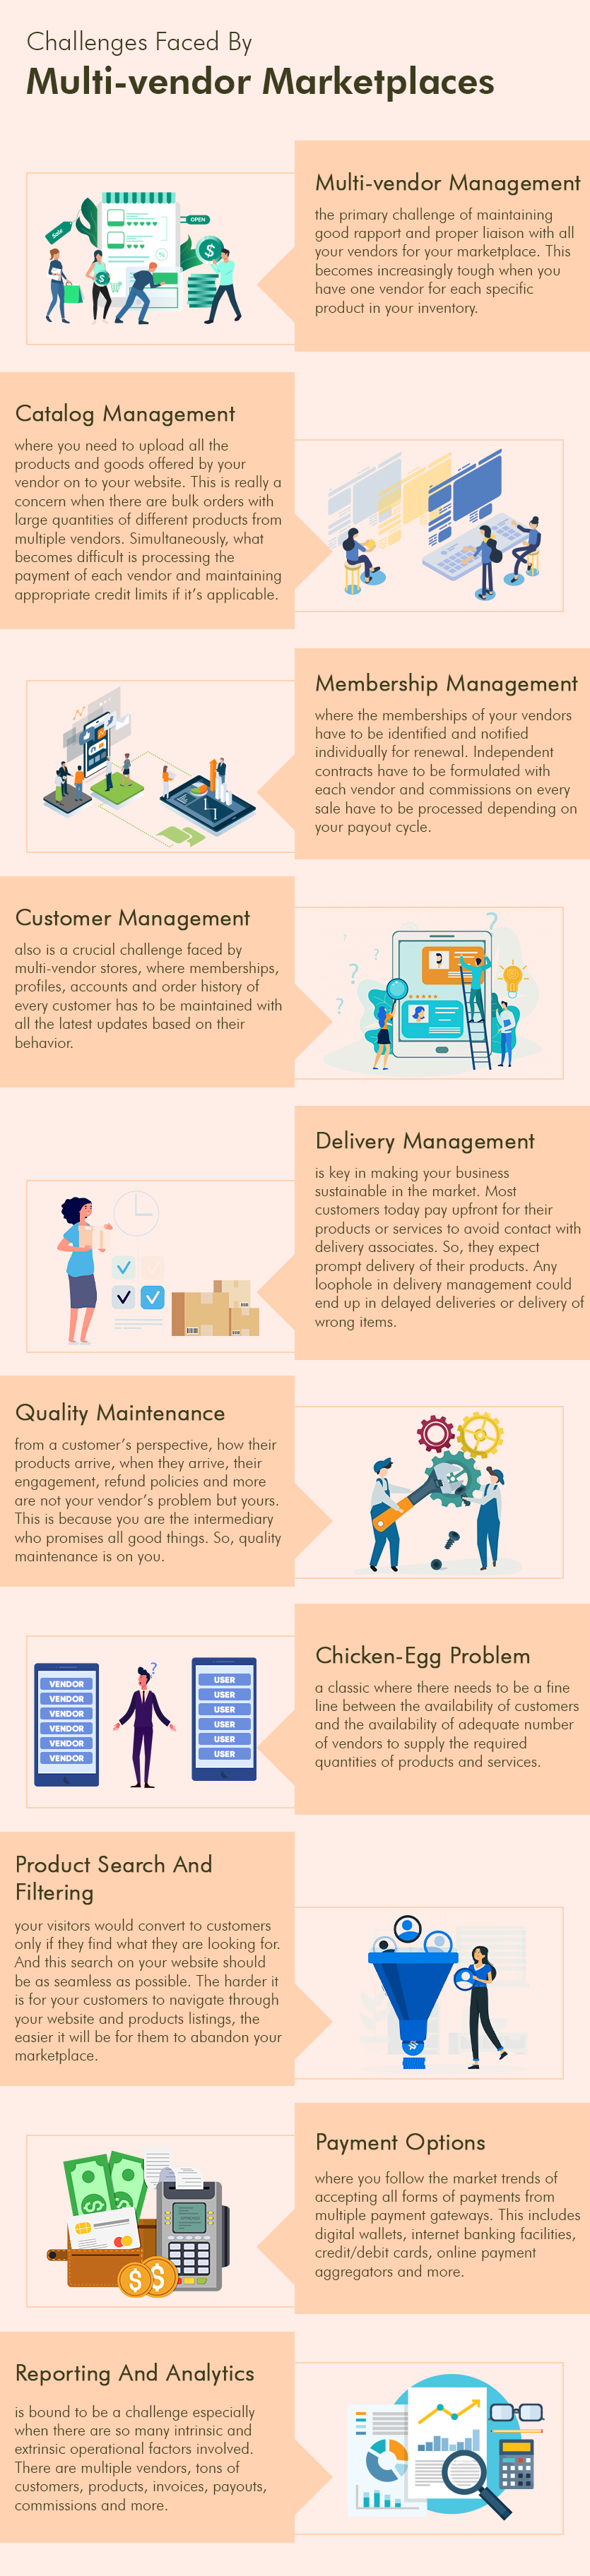 Challenges Faced By
Multi-vendor Marketplaces
Multi-vendor Management
the primary challenge of maintaining
good rapport and proper liaison with all
your vendors for your marketplace. This
becomes increasingly tough when you
have one vendor for each specific
product in your inventory.
Sale
OPEN
Catalog Management
where you need to upload all the
products and goods offered by your
vendor on to your website. This is really a
concern when there are bulk orders with
large quantities of different products from
multiple vendors. Simultaneously, what
becomes difficult is processing the
payment of each vendor and maintaining
appropriate credit limits if it's applicable.
Membership Management
where the memberships of your vendors
have to be identified and notified
individually for renewal. Independent
contracts have to be formulated with
each vendor and commissions on every
sale have to be processed depending on
your payout cycle.
Customer Management
also is a crucial challenge faced by
multi-vendor stores, where memberships,
profiles, accounts and order history of
every customer has to be maintained with
all the latest updates based on their
behavior.
Delivery Management
is key in making your business
sustainable in the market. Most
customers today pay upfront for their
products or services to avoid contact with
delivery associates. So, they expect
prompt delivery of their products. Any
loophole in delivery management could
end up in delayed deliveries or delivery of
wrong items.
Quality Maintenance
from a customer's perspective, how their
products arrive, when they arrive, their
engagement, refund policies and more
are not your vendor's problem but yours.
This is because you are the intermediary
who promises all good things. So, quality
maintenance is on you.
VENDOR
VENDOR
VENDOR
VENDOR
VENDOR
VENDOR
?
USER
USER
USER
USER
USER
USER
Chicken-Egg Problem
a classic where there needs to be a fine
line between the availability of customers
and the availability of adequate number
of vendors to supply the required
quantities of products and services.
Product Search And
Filtering
your visitors would convert to customers
only if they find what they are looking for.
And this search on your website should
be as seamless as possible. The harder it
is for your customers to navigate through
your website and products listings, the
easier it will be for them to abandon your
marketplace.
Payment Options
where you follow the market trends of
accepting all forms of payments from
multiple payment gateways. This includes
digital wallets, internet banking facilities,
credit/debit cards, online payment
aggregators and more.
Reporting And Analytics
is bound to be a challenge especially
when there are so many intrinsic and
extrinsic operational factors involved.
There are multiple vendors, tons of
customers, products, invoices, payouts,
commissions and more.